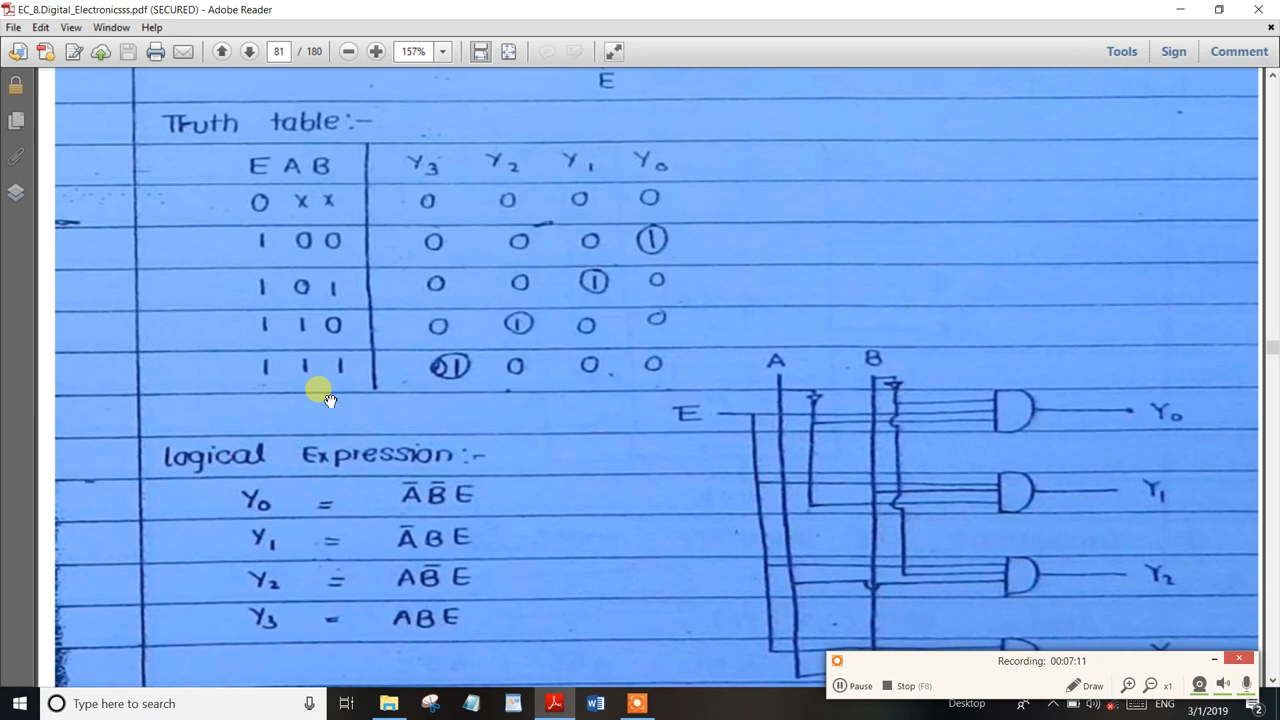 EC_8.Digital_Electronicsss.pdf (SECURED) - Adobe Reader
File Edit View Window Help
81 / 180 157% Tools Sign Comment
E
Truth table:-
E A B Y3 Y2 Y1 Y0
0 x x 0 0 0 0
1 0 0 0 0 0 1
1 0 1 0 0 1 0
1 1 0 0 1 0 0
1 1 1 01 0 0 0
A B
E Y0
Logical Expression:-
Y0 = A̅ B̅ E
Y1
Y1 = A̅ B E
Y2 = A B̅ E
Y2
Y3 = A B E
Recording: 00:07:11
Pause Stop (F8) Draw x1
Type here to search
Desktop ENG
3/1/2019
2